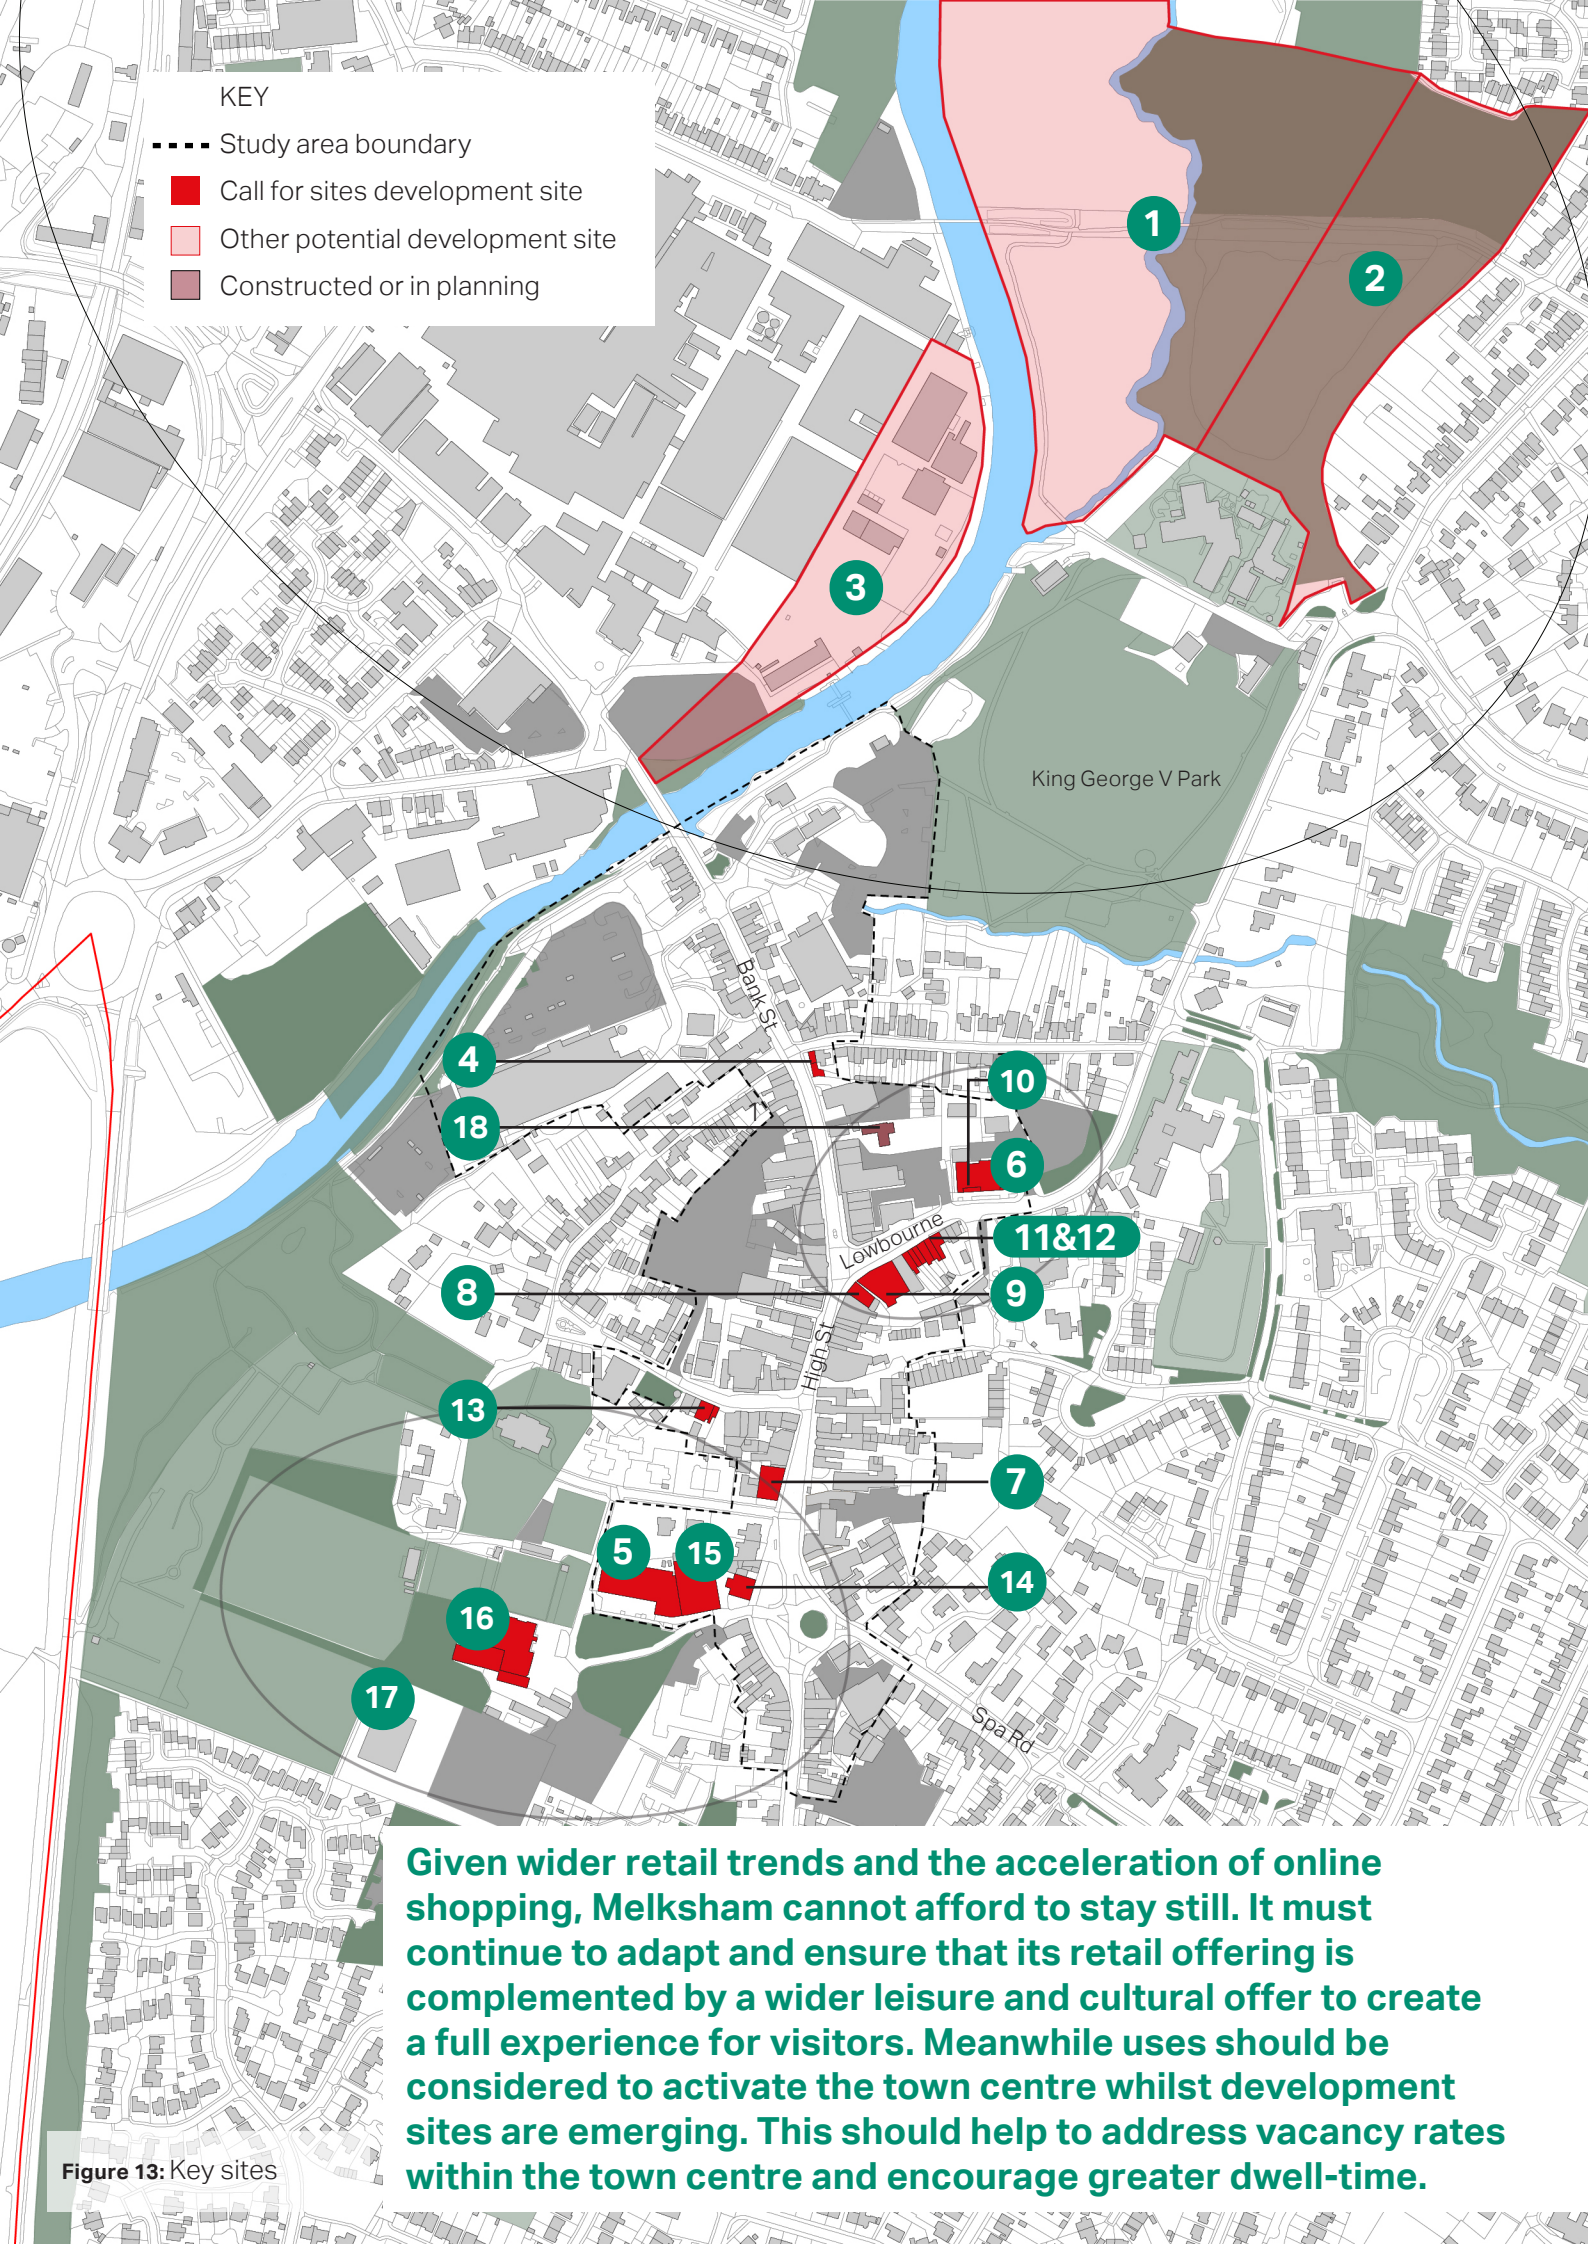 KEY
Study area boundary
Call for sites development site
Other potential development site
Constructed or in planning
1
2
3
King George V Park
Bank St
4
10
18
6
Lowbourne
11&12
8
9
High St
13
7
5
15
14
16
17
Spa Rd
Given wider retail trends and the acceleration of online
shopping, Melksham cannot afford to stay still. It must
continue to adapt and ensure that its retail offering is
complemented by a wider leisure and cultural offer to create
a full experience for visitors. Meanwhile uses should be
considered to activate the town centre whilst development
sites are emerging. This should help to address vacancy rates
within the town centre and encourage greater dwell-time.
Figure 13: Key sites